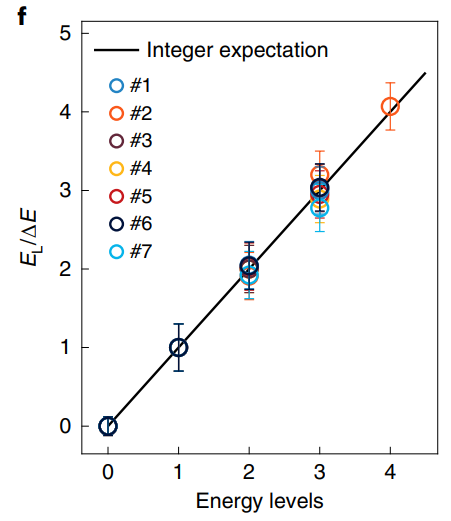 f
5
4
3
2
1
0
E_L/ΔE
Integer expectation
#1
#2
#3
#4
#5
#6
#7
0 1 2 3 4
Energy levels